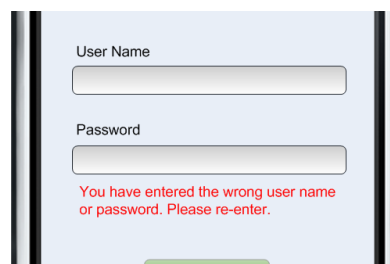 User Name
Password
You have entered the wrong user name
or password. Please re-enter.